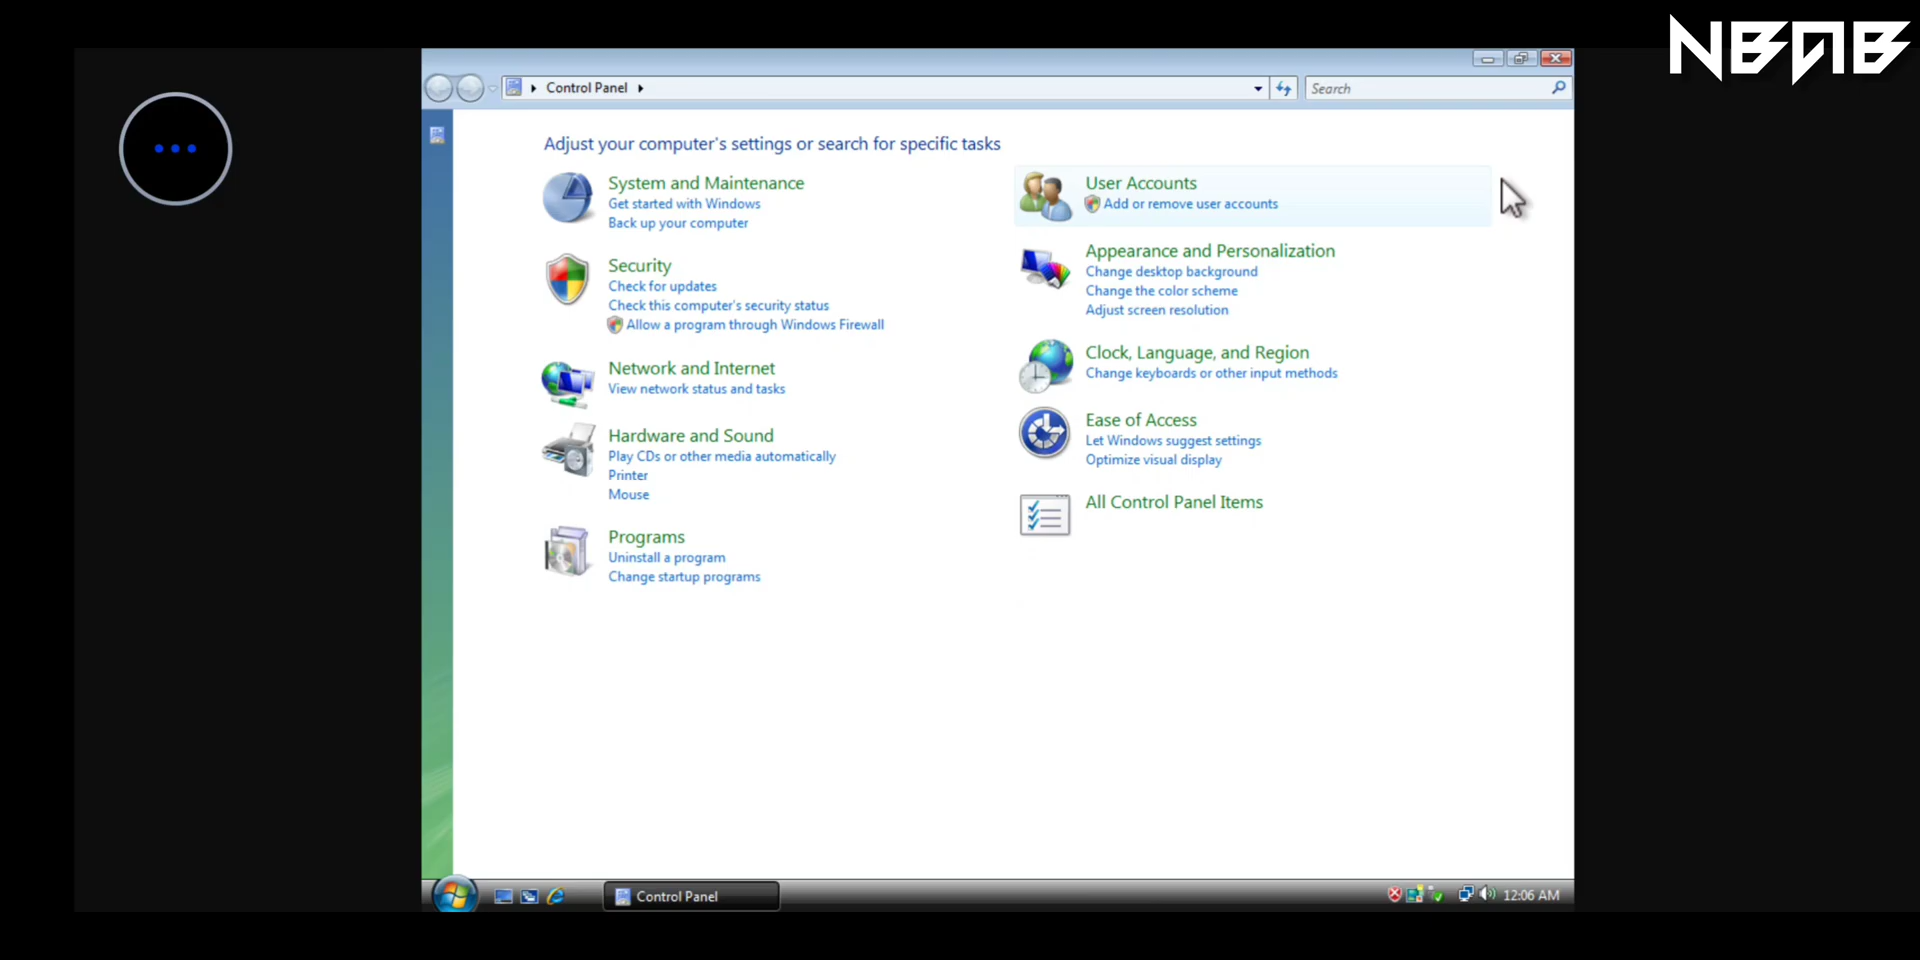 NBAB
Control Panel
Search
Adjust your computer's settings or search for specific tasks
System and Maintenance
Get started with Windows
Back up your computer
Security
Check for updates
Check this computer's security status
Allow a program through Windows Firewall
Network and Internet
View network status and tasks
Hardware and Sound
Play CDs or other media automatically
Printer
Mouse
Programs
Uninstall a program
Change startup programs
User Accounts
Add or remove user accounts
Appearance and Personalization
Change desktop background
Change the color scheme
Adjust screen resolution
Clock, Language, and Region
Change keyboards or other input methods
Ease of Access
Let Windows suggest settings
Optimize visual display
All Control Panel Items
Control Panel
12:06 AM